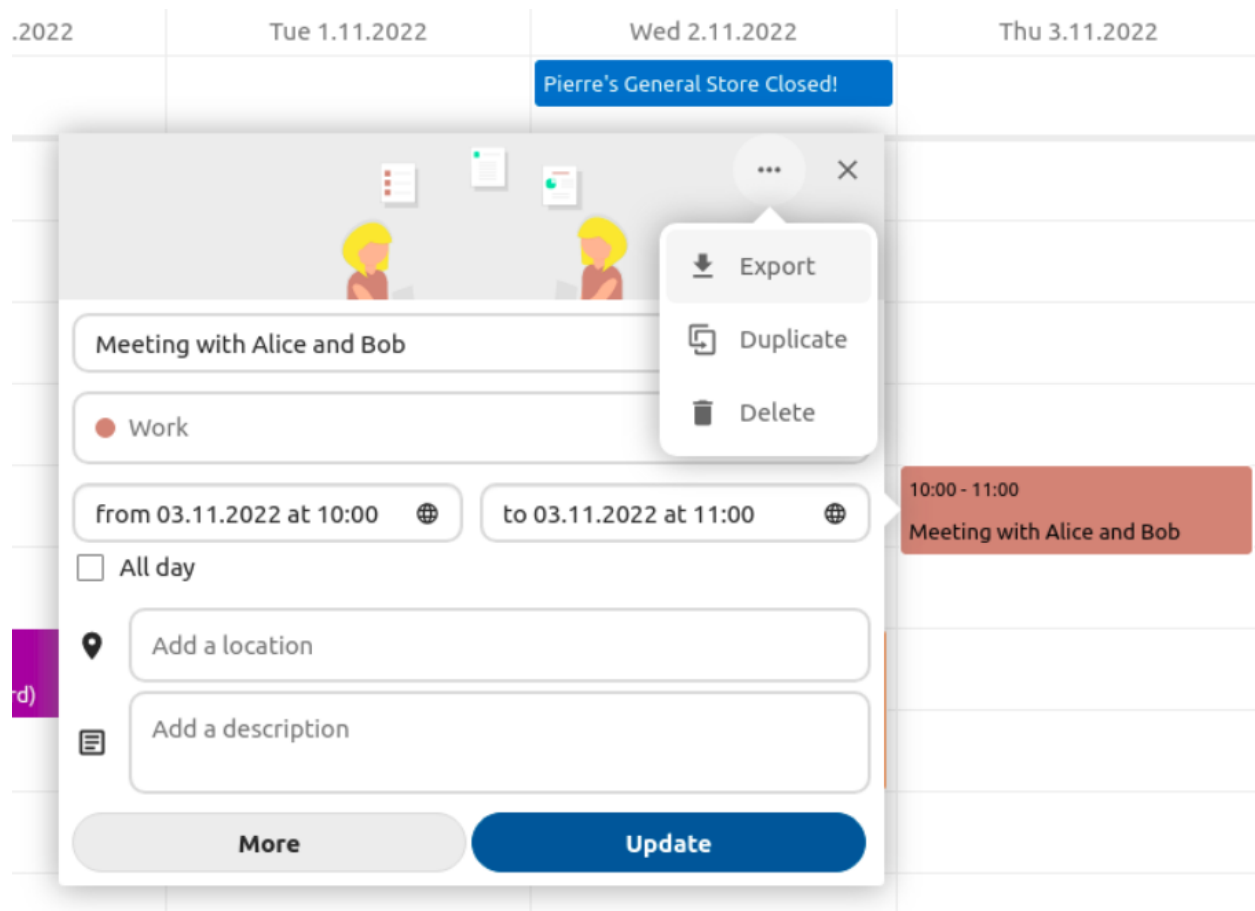 .2022
Tue 1.11.2022
Wed 2.11.2022
Thu 3.11.2022
Pierre's General Store Closed!
Export
Duplicate
Delete
Meeting with Alice and Bob
Work
from 03.11.2022 at 10:00
to 03.11.2022 at 11:00
10:00 - 11:00
Meeting with Alice and Bob
All day
Add a location
rd)
Add a description
More
Update